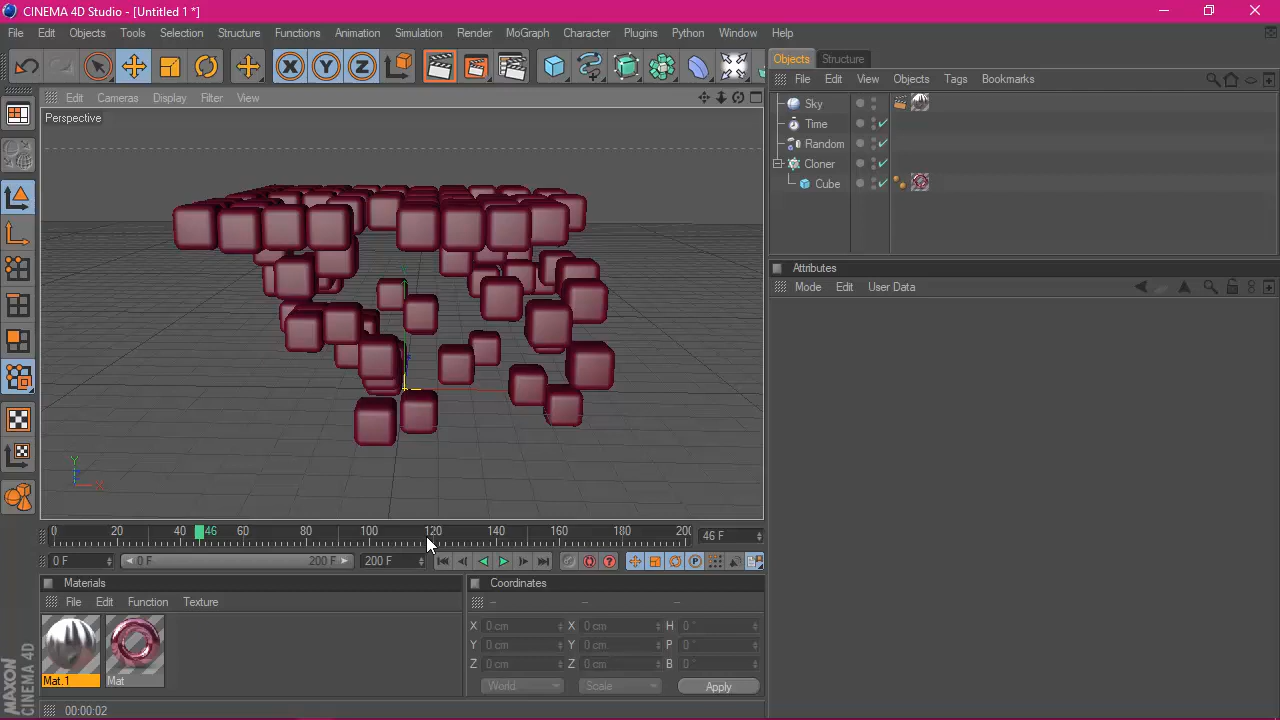 CINEMA 4D Studio - [Untitled 1 *]
File Edit Objects Tools Selection Structure Functions Animation Simulation Render MoGraph Character Plugins Python Window Help
X Y Z
Objects Structure
File Edit View Objects Tags Bookmarks
Edit Cameras Display Filter View
Perspective
Sky
Time
Random
Cloner
Cube
Attributes
Mode Edit User Data
Y
X
0 20 40 46 60 80 100 120 140 160 180 200 46 F
0 F 0 F 200 F 200 F
Materials
File Edit Function Texture
Mat.1 Mat
Coordinates
-- -- --
X 0 cm X 0 cm H 0 °
Y 0 cm Y 0 cm P 0 °
Z 0 cm Z 0 cm B 0 °
World Scale Apply
MAXON CINEMA 4D
00:00:02